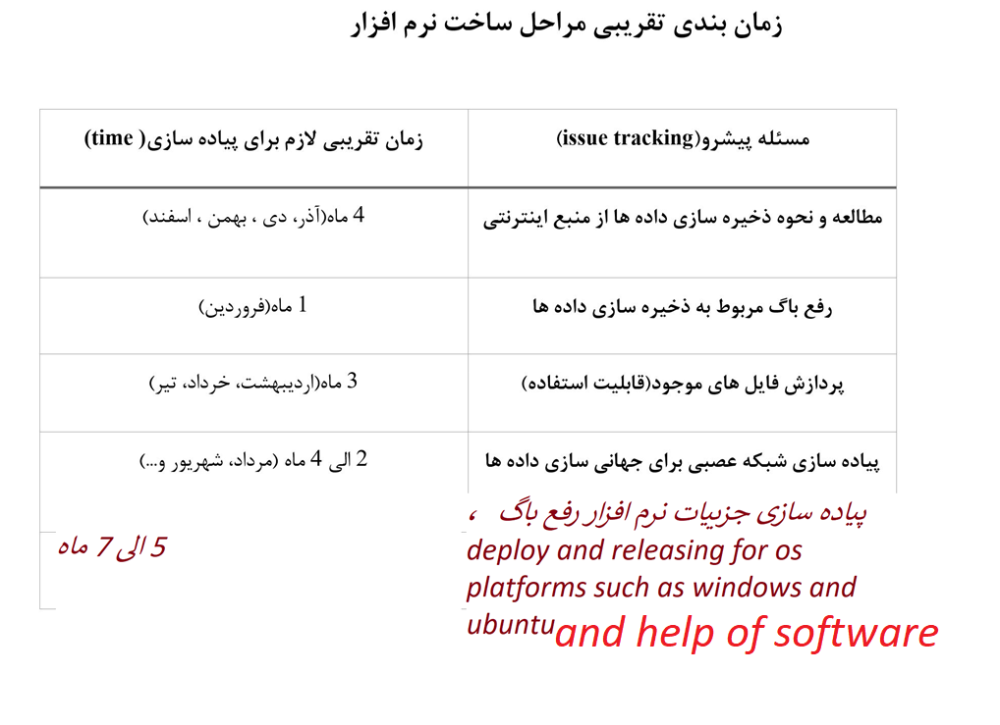 زمان بندی تقریبی مراحل ساخت نرم افزار
مسئله پیشرو(issue tracking)
زمان تقریبی لازم برای پیاده سازی( time)
مطالعه و نحوه ذخیره سازی داده ها از منبع اینترنتی
4 ماه(آذر، دی ، بهمن ، اسفند)
رفع باگ مربوط به ذخیره سازی داده ها
1 ماه(فروردین)
پردازش فایل های موجود(قابلیت استفاده)
3 ماه(اردیبهشت، خرداد، تیر)
پیاده سازی شبکه عصبی برای جهانی سازی داده ها
2 الی 4 ماه (مرداد، شهریور و...)
پیاده سازی جزییات نرم افزار رفع باگ ،
deploy and releasing for os
platforms such as windows and
ubuntu and help of software
5 الی 7 ماه